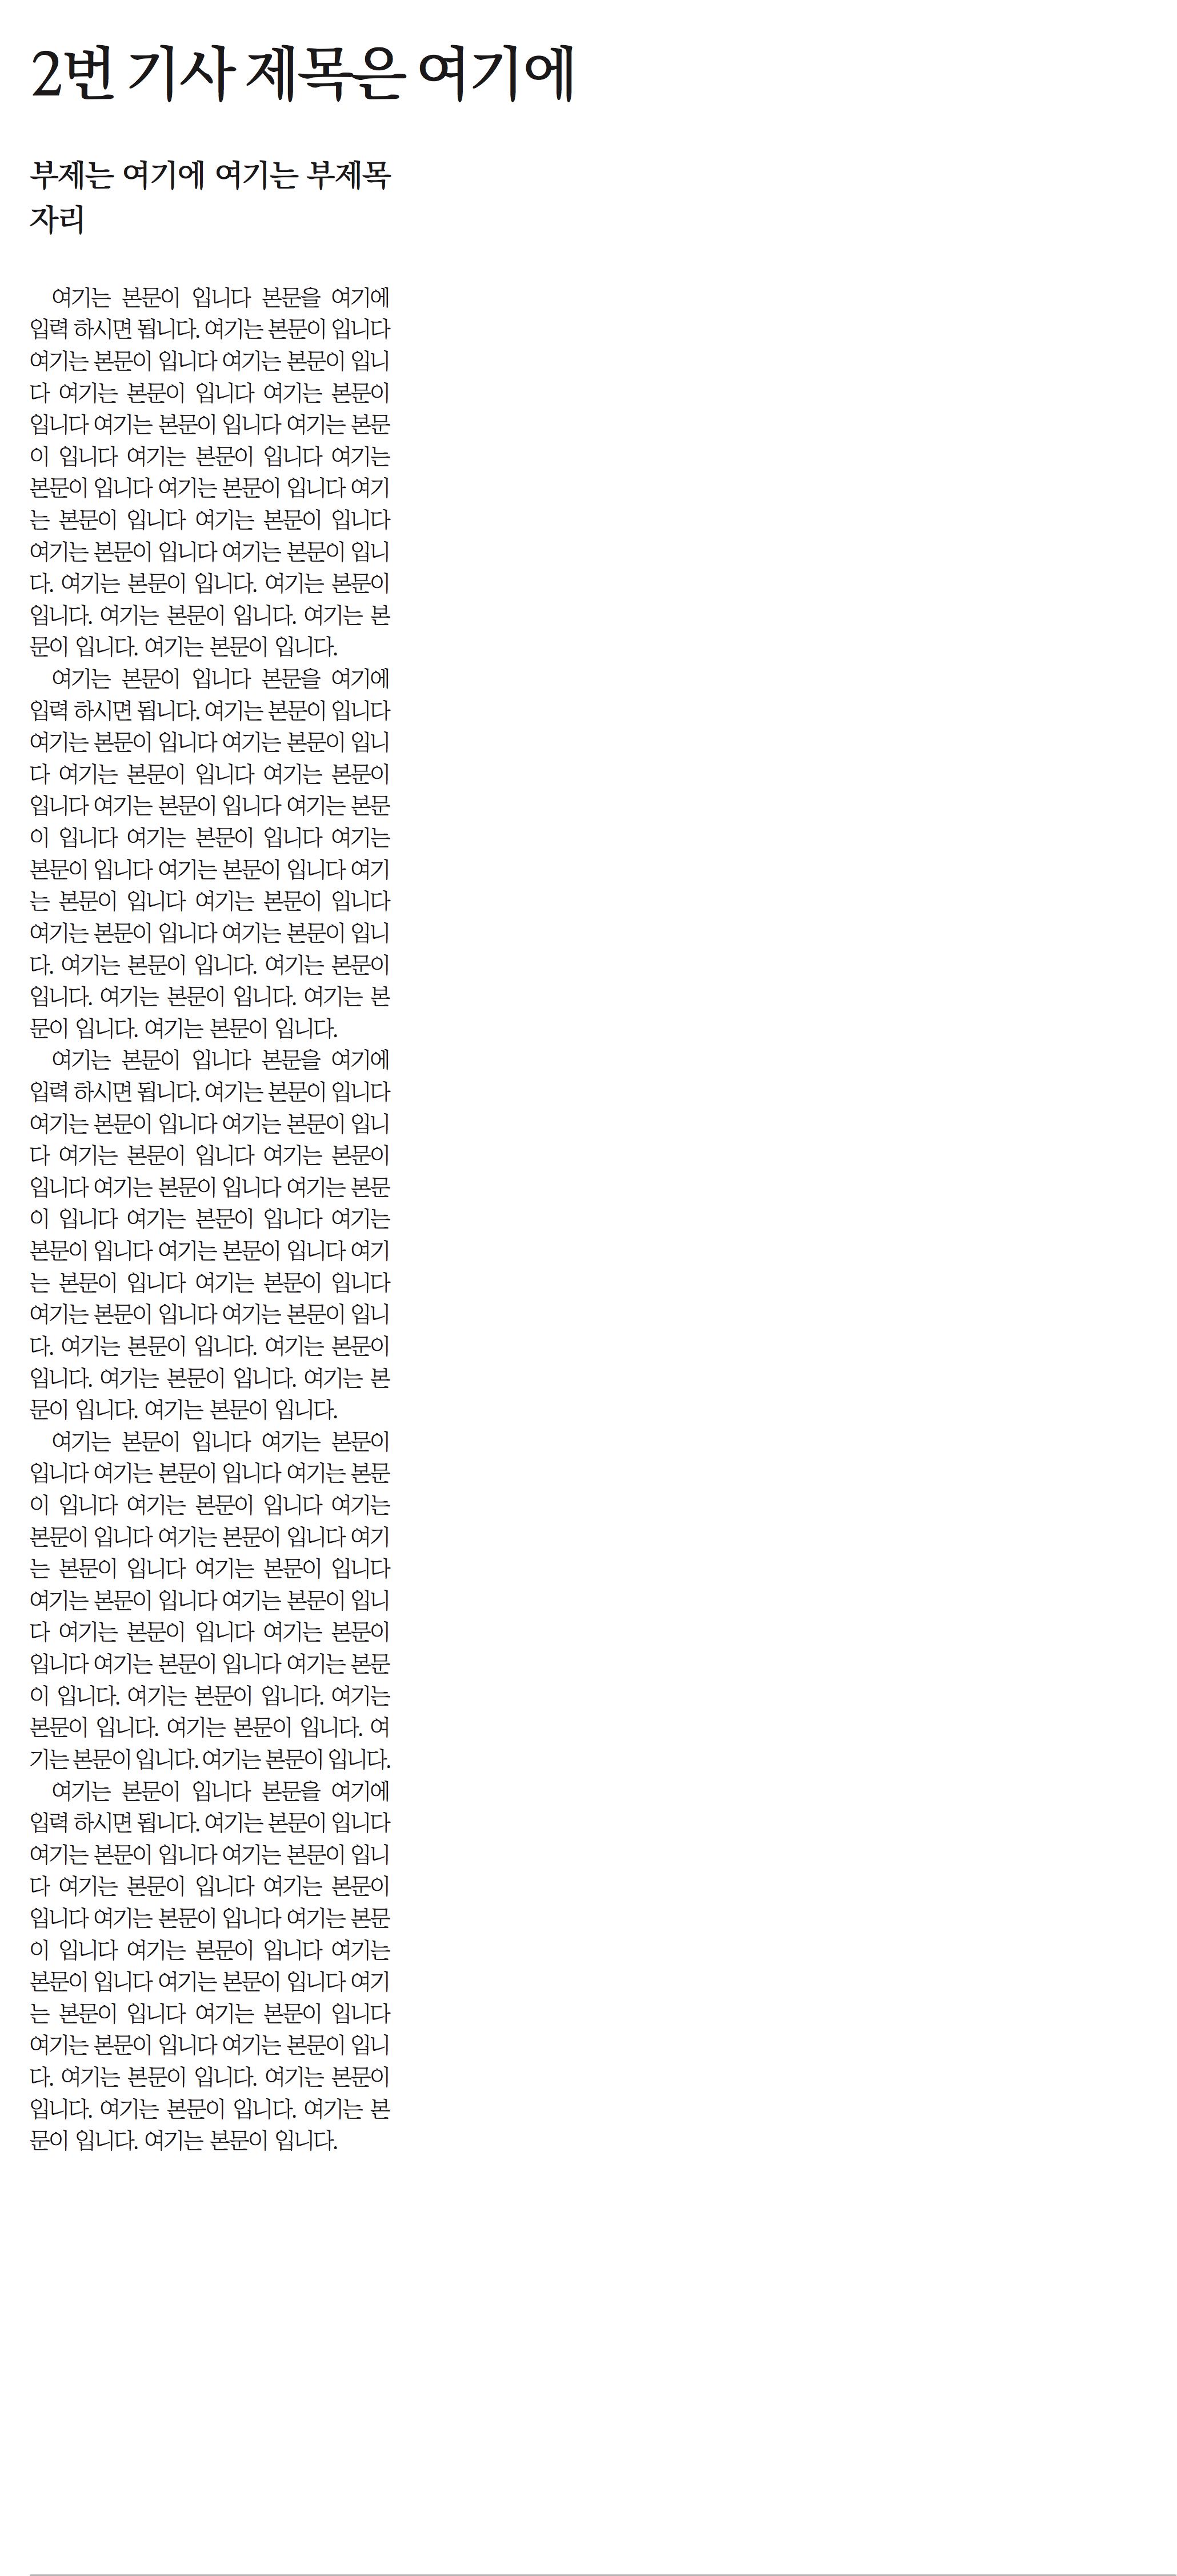 2번 기사 제목은 여기에
부제는 여기에 여기는 부제목
자리
여기는 본문이 입니다 본문을 여기에
입력 하시면 됩니다. 여기는 본문이 입니다
여기는 본문이 입니다 여기는 본문이 입니
다 여기는 본문이 입니다 여기는 본문이
입니다 여기는 본문이 입니다 여기는 본문
이 입니다 여기는 본문이 입니다 여기는
본문이 입니다 여기는 본문이 입니다 여기
는 본문이 입니다 여기는 본문이 입니다
여기는 본문이 입니다 여기는 본문이 입니
다. 여기는 본문이 입니다. 여기는 본문이
입니다. 여기는 본문이 입니다. 여기는 본
문이 입니다. 여기는 본문이 입니다.
여기는 본문이 입니다 본문을 여기에
입력 하시면 됩니다. 여기는 본문이 입니다
여기는 본문이 입니다 여기는 본문이 입니
다 여기는 본문이 입니다 여기는 본문이
입니다 여기는 본문이 입니다 여기는 본문
이 입니다 여기는 본문이 입니다 여기는
본문이 입니다 여기는 본문이 입니다 여기
는 본문이 입니다 여기는 본문이 입니다
여기는 본문이 입니다 여기는 본문이 입니
다. 여기는 본문이 입니다. 여기는 본문이
입니다. 여기는 본문이 입니다. 여기는 본
문이 입니다. 여기는 본문이 입니다.
여기는 본문이 입니다 본문을 여기에
입력 하시면 됩니다. 여기는 본문이 입니다
여기는 본문이 입니다 여기는 본문이 입니
다 여기는 본문이 입니다 여기는 본문이
입니다 여기는 본문이 입니다 여기는 본문
이 입니다 여기는 본문이 입니다 여기는
본문이 입니다 여기는 본문이 입니다 여기
는 본문이 입니다 여기는 본문이 입니다
여기는 본문이 입니다 여기는 본문이 입니
다. 여기는 본문이 입니다. 여기는 본문이
입니다. 여기는 본문이 입니다. 여기는 본
문이 입니다. 여기는 본문이 입니다.
여기는 본문이 입니다 여기는 본문이
입니다 여기는 본문이 입니다 여기는 본문
이 입니다 여기는 본문이 입니다 여기는
본문이 입니다 여기는 본문이 입니다 여기
는 본문이 입니다 여기는 본문이 입니다
여기는 본문이 입니다 여기는 본문이 입니
다 여기는 본문이 입니다 여기는 본문이
입니다 여기는 본문이 입니다 여기는 본문
이 입니다. 여기는 본문이 입니다. 여기는
본문이 입니다. 여기는 본문이 입니다. 여
기는 본문이 입니다. 여기는 본문이 입니다.
여기는 본문이 입니다 본문을 여기에
입력 하시면 됩니다. 여기는 본문이 입니다
여기는 본문이 입니다 여기는 본문이 입니
다 여기는 본문이 입니다 여기는 본문이
입니다 여기는 본문이 입니다 여기는 본문
이 입니다 여기는 본문이 입니다 여기는
본문이 입니다 여기는 본문이 입니다 여기
는 본문이 입니다 여기는 본문이 입니다
여기는 본문이 입니다 여기는 본문이 입니
다. 여기는 본문이 입니다. 여기는 본문이
입니다. 여기는 본문이 입니다. 여기는 본
문이 입니다. 여기는 본문이 입니다.